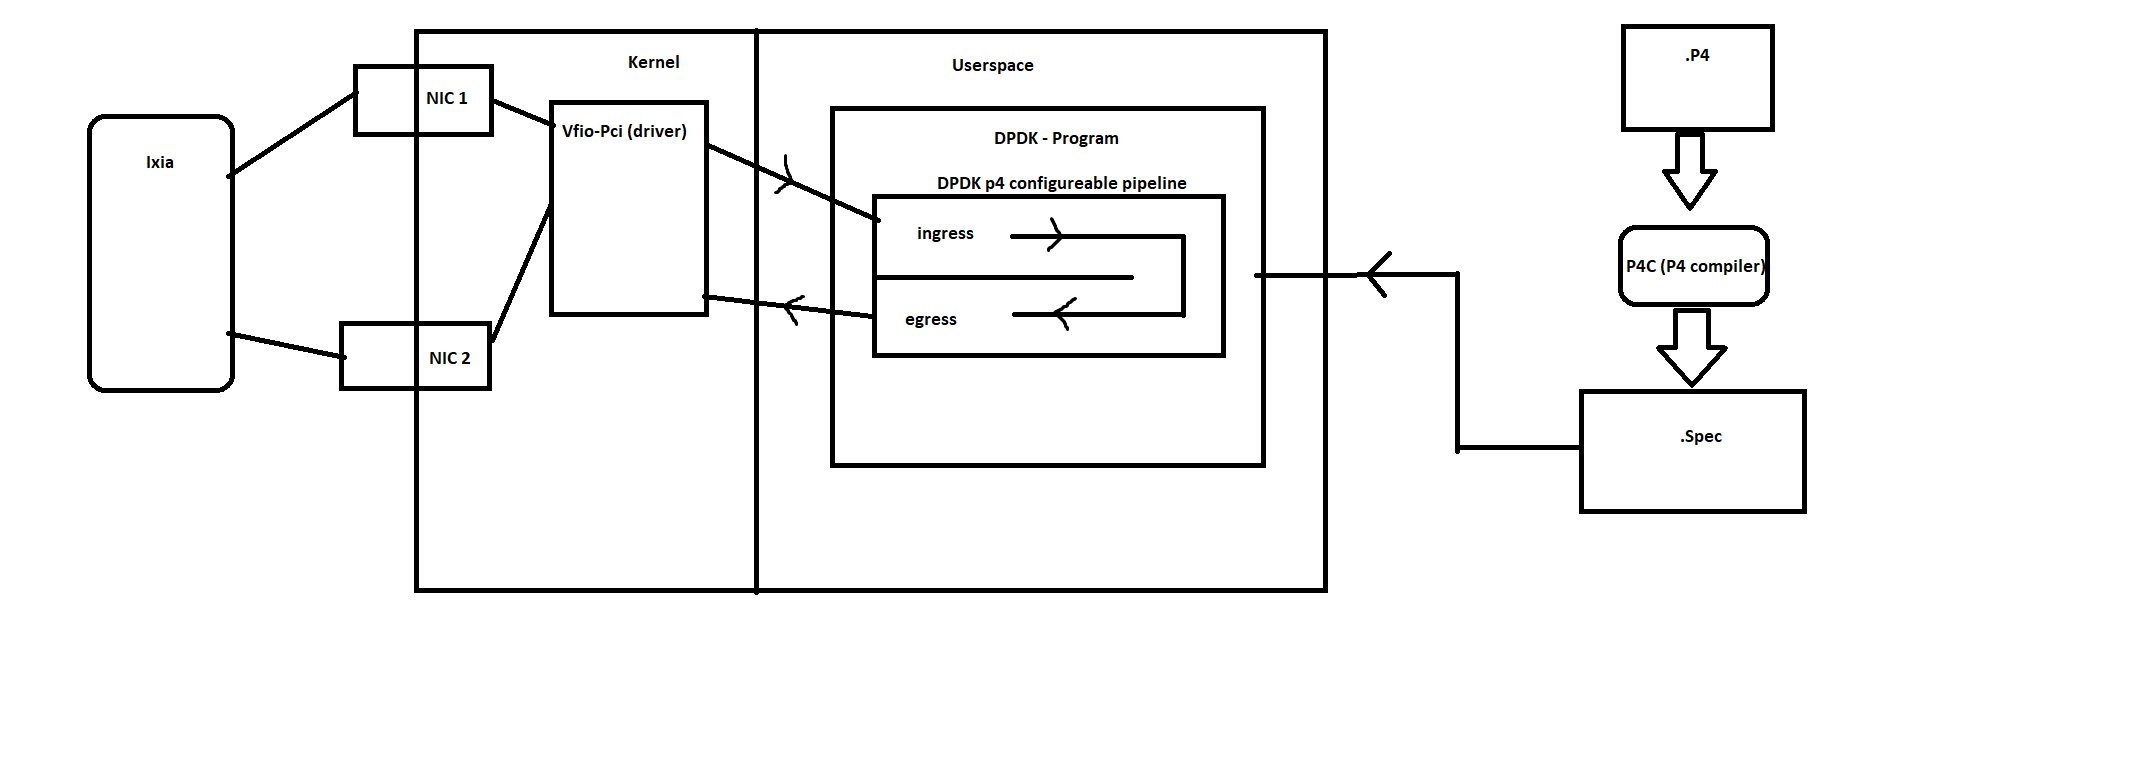 Ixia
NIC 1
NIC 2
Kernel
Vfio-Pci (driver)
Userspace
DPDK - Program
DPDK p4 configureable pipeline
ingress
egress
.P4
P4C (P4 compiler)
.Spec